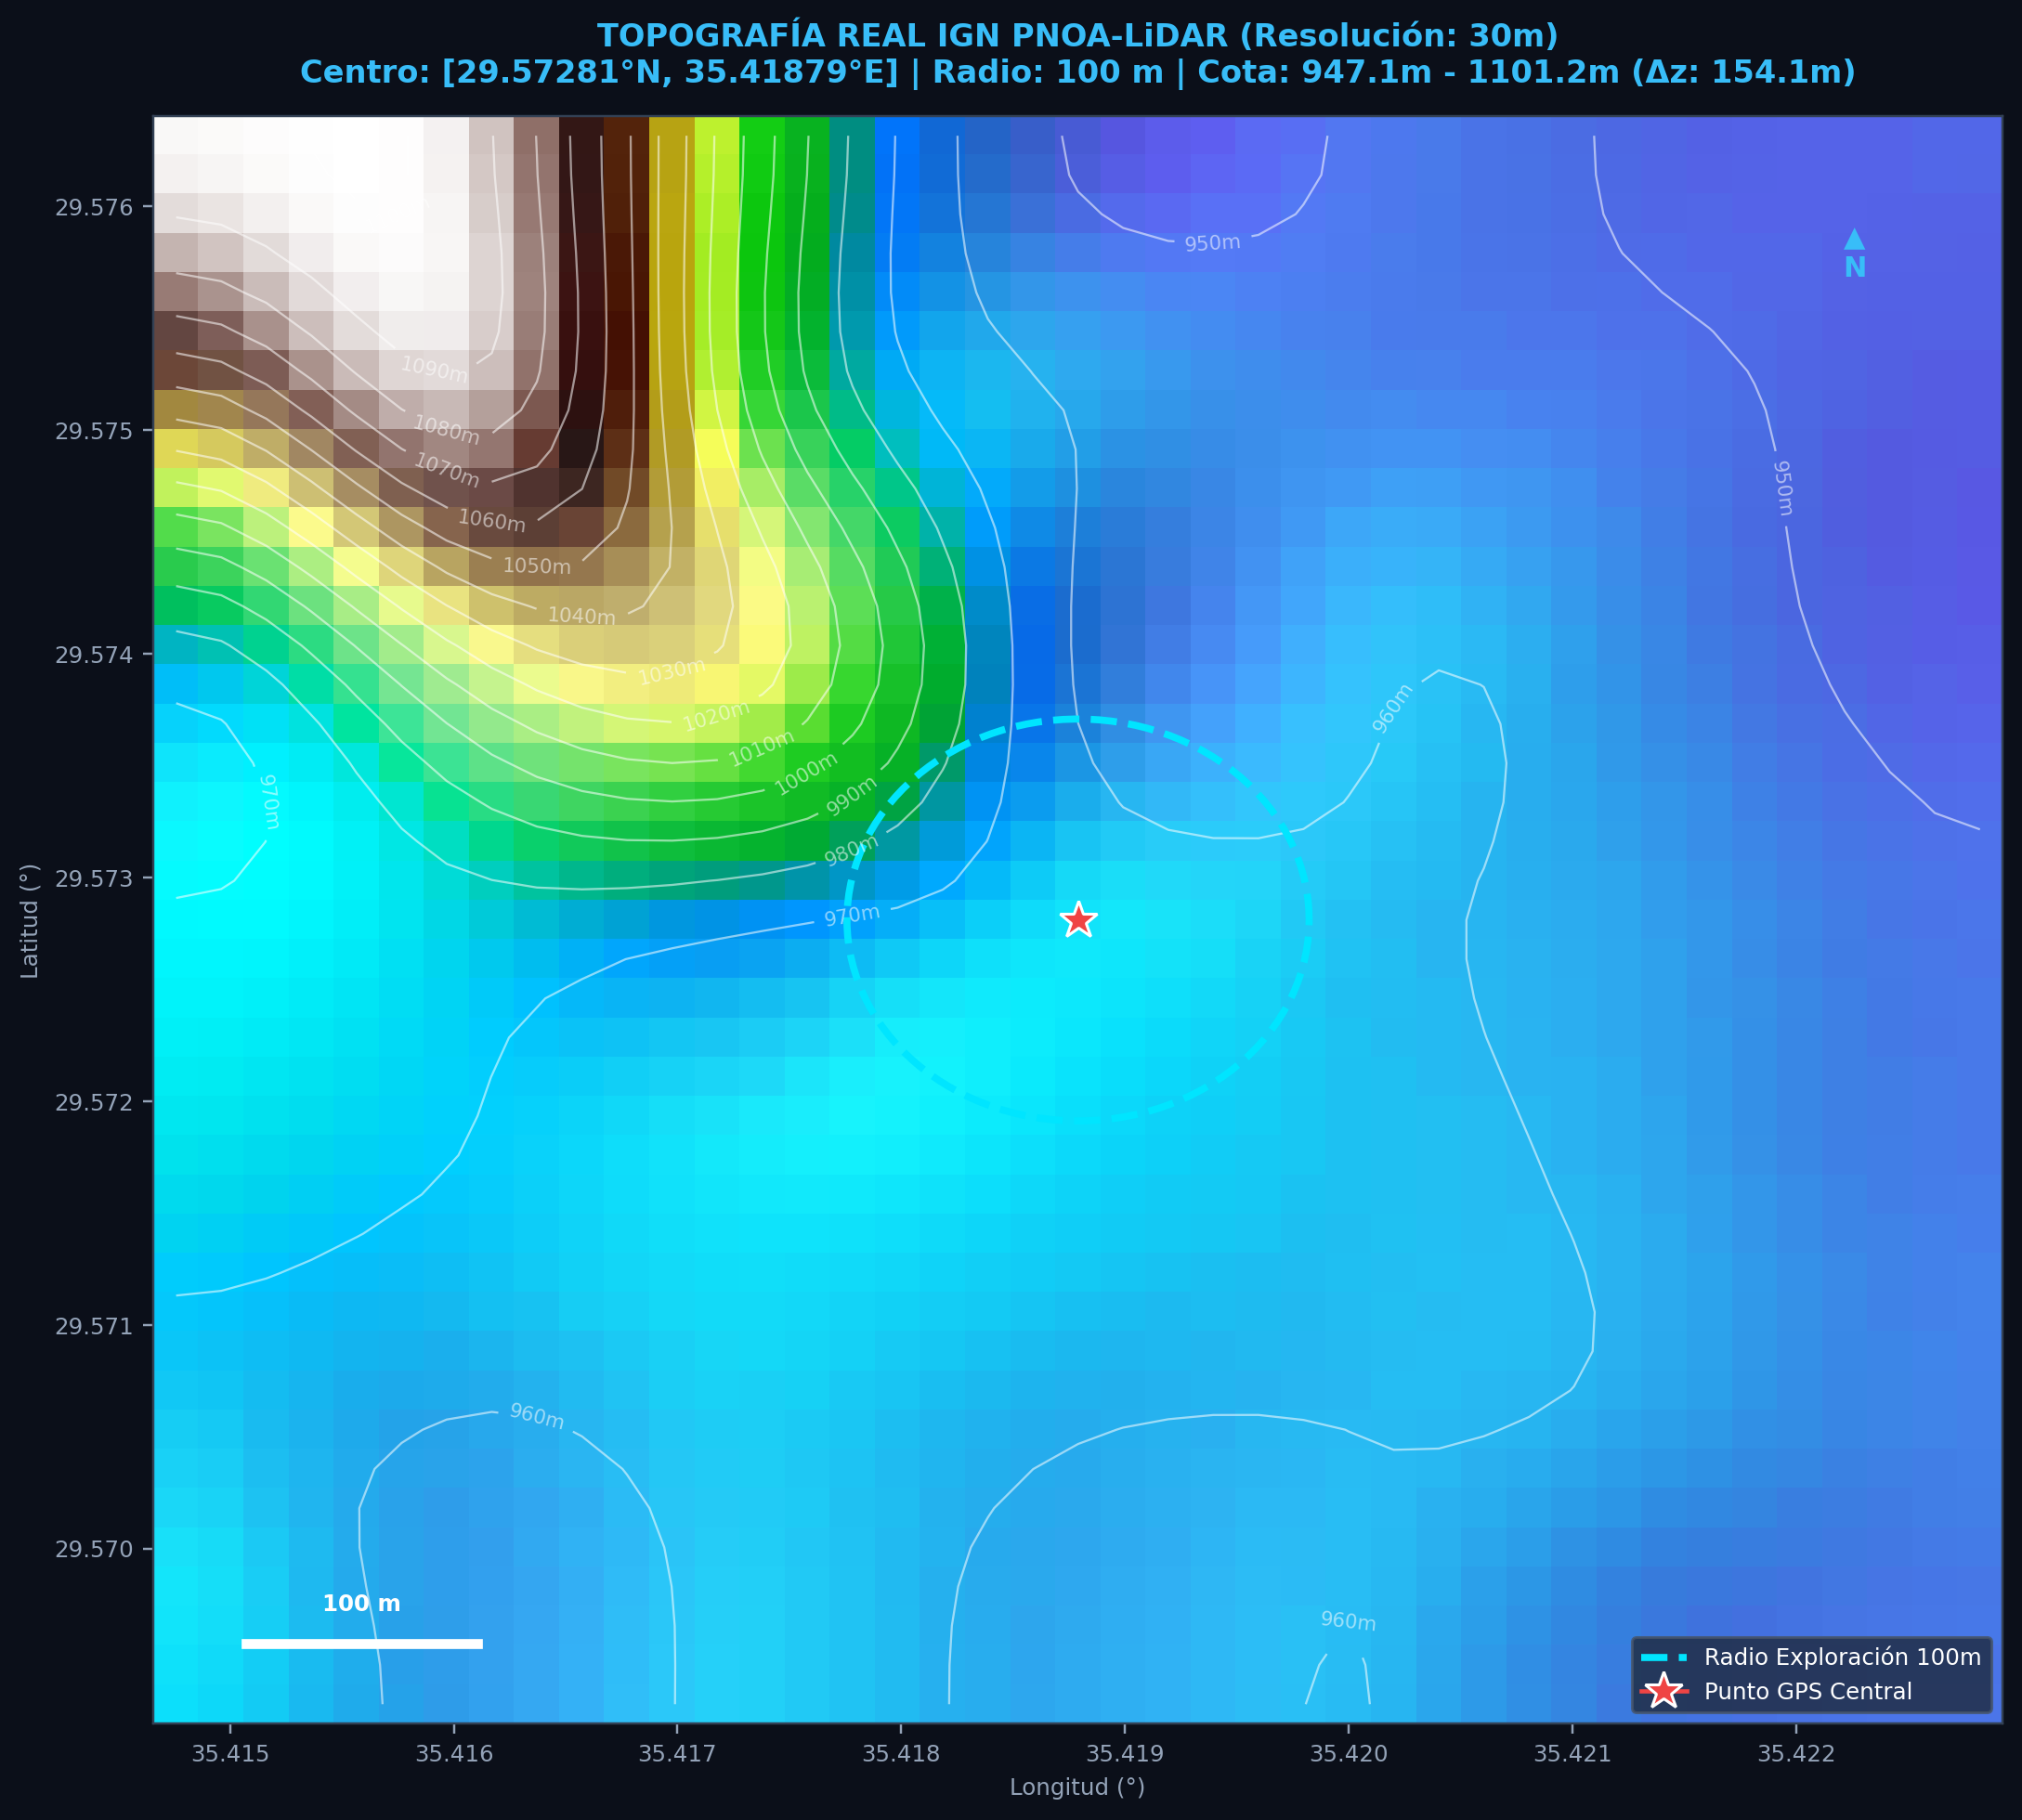 TOPOGRAFÍA REAL IGN PNOA-LiDAR (Resolución: 30m)
Centro: [29.57281°N, 35.41879°E] | Radio: 100 m | Cota: 947.1m - 1101.2m (Δz: 154.1m)
29.576
29.575
29.574
29.573
29.572
29.571
29.570
Latitud (°)
N
950m
950m
1090m
1080m
1070m
1060m
1050m
1040m
1030m
1020m
1010m
1000m
990m
980m
970m
970m
960m
960m
960m
100 m
Radio Exploración 100m
Punto GPS Central
35.415
35.416
35.417
35.418
35.419
35.420
35.421
35.422
Longitud (°)